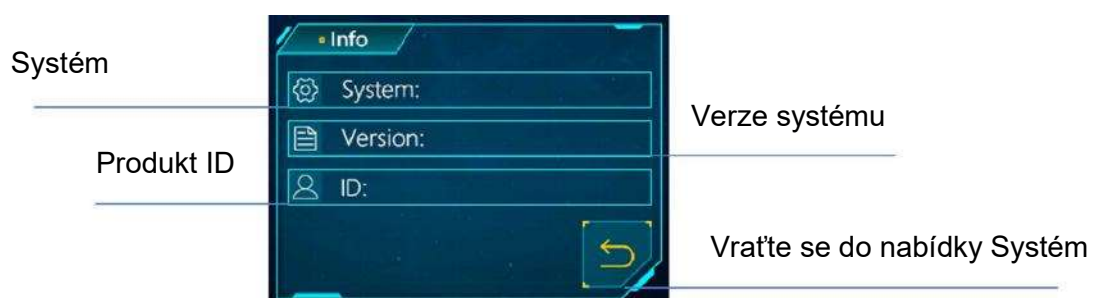 Info
Systém
System:
Verze systému
Version:
Produkt ID
ID:
Vraťte se do nabídky Systém